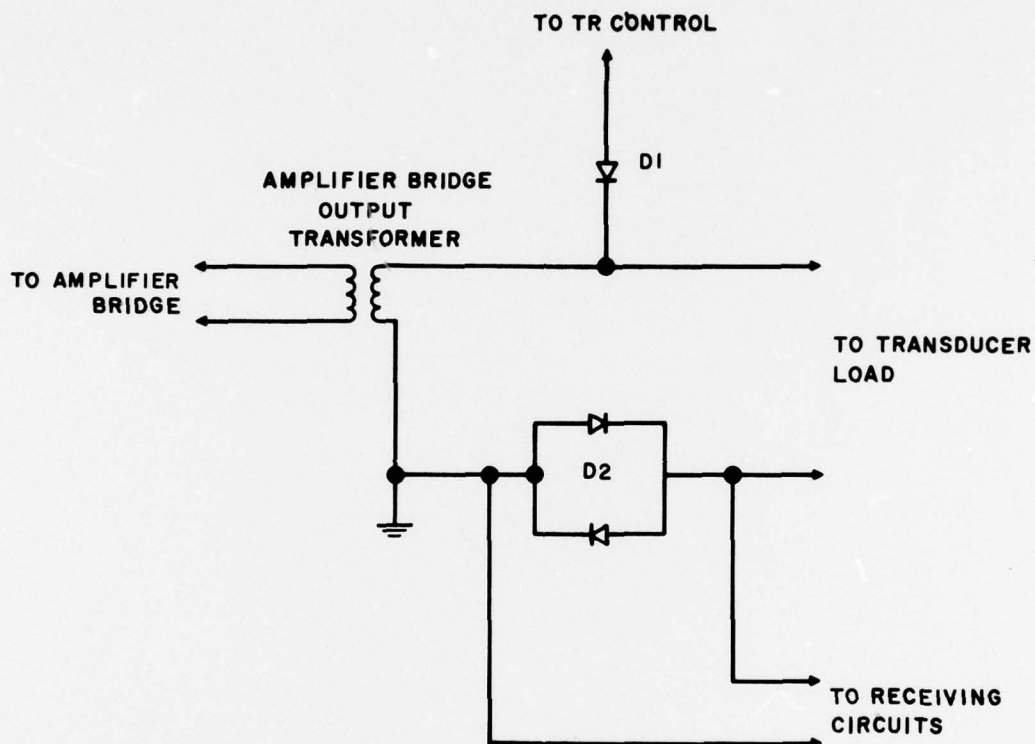 TO TR CONTROL
D1
AMPLIFIER BRIDGE
OUTPUT
TRANSFORMER
TO AMPLIFIER
BRIDGE
TO TRANSDUCER
LOAD
D2
TO RECEIVING
CIRCUITS